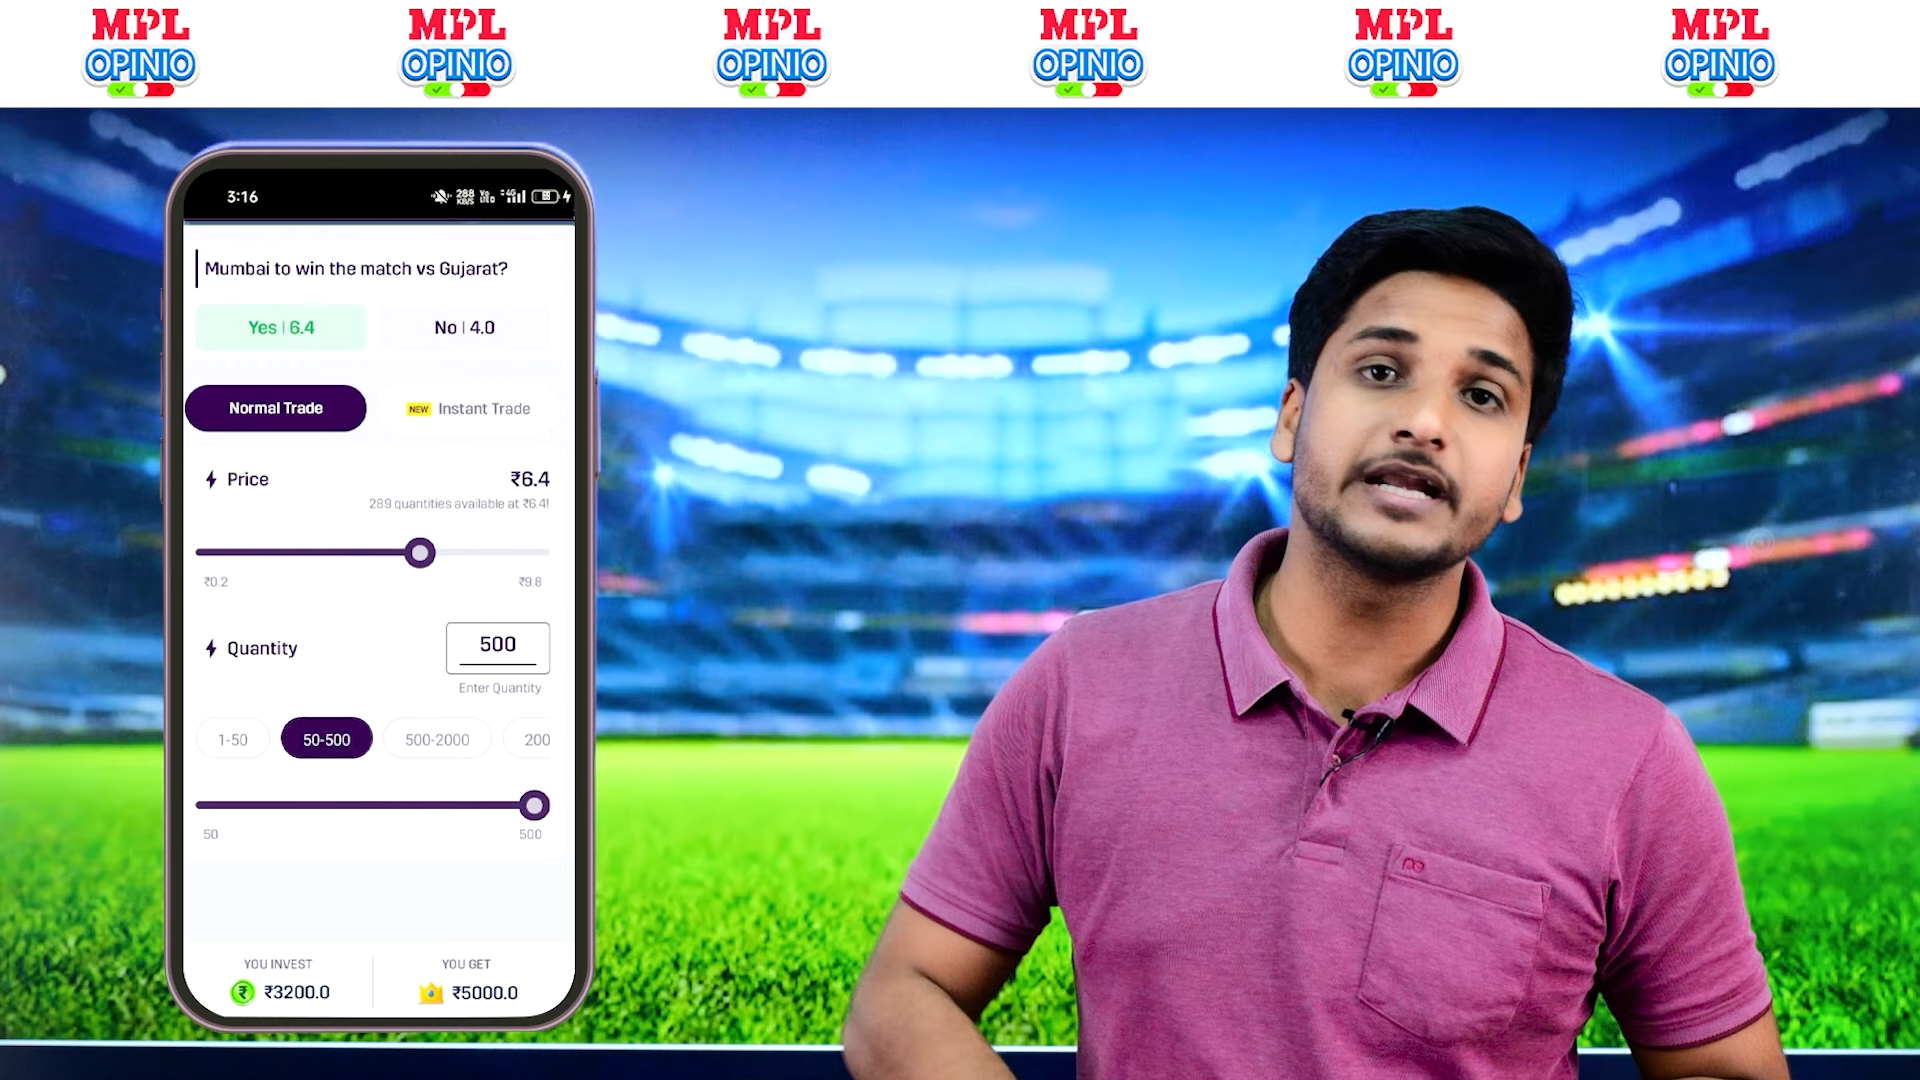 MPL MPL MPL MPL MPL MPL
OPINIO OPINIO OPINIO OPINIO OPINIO OPINIO
3:16
288
KB/S
Mumbai to win the match vs Gujarat?
Yes | 6.4
No | 4.0
Normal Trade
NEW Instant Trade
Price
₹6.4
289 quantities available at ₹6.4!
₹0.2
₹9.8
Quantity
500
Enter Quantity
1-50
50-500
500-2000
200
50
500
YOU INVEST
YOU GET
₹3200.0
₹5000.0